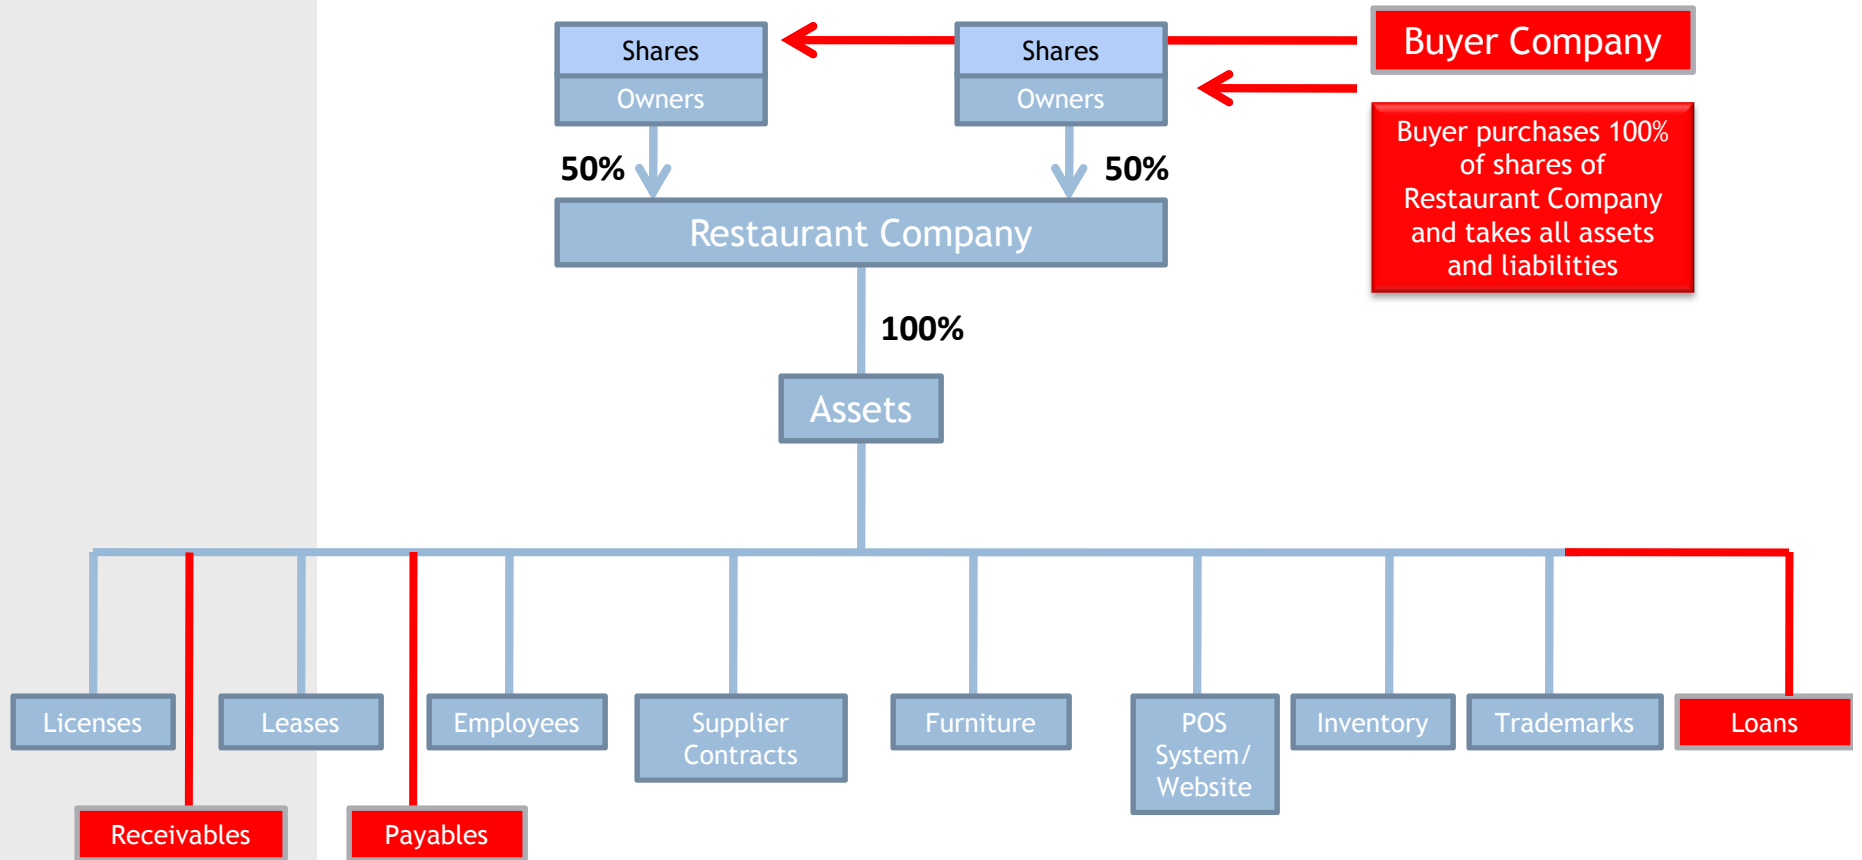 Shares
Shares
Buyer Company
Owners
Owners
Buyer purchases 100%
of shares of
Restaurant Company
and takes all assets
and liabilities
50%
50%
Restaurant Company
100%
Assets
Licenses
Leases
Employees
Supplier
Contracts
Furniture
POS
System/
Website
Inventory
Trademarks
Loans
Receivables
Payables